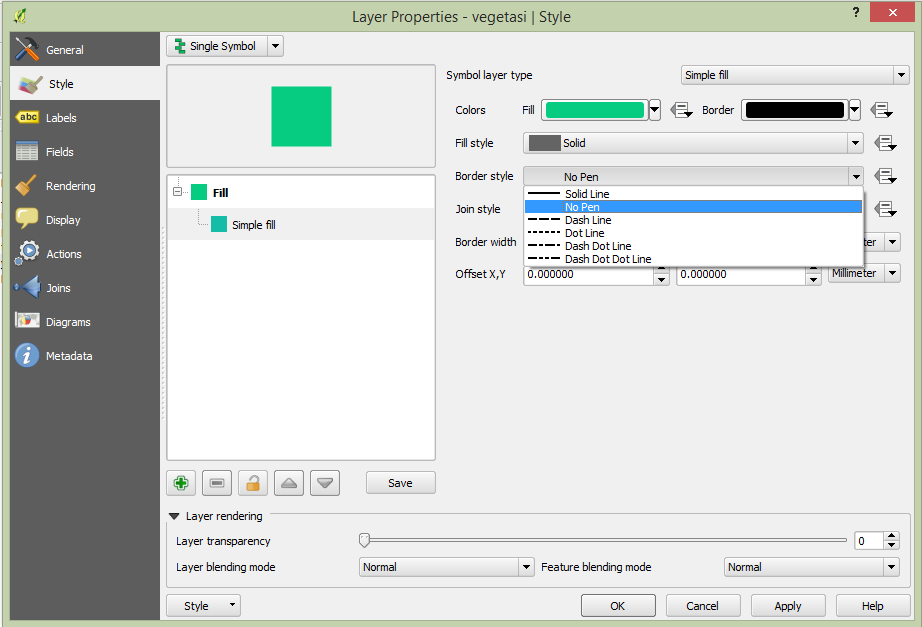 Layer Properties - vegetasi | Style
?
General
Style
abc Labels
Fields
Rendering
Display
Actions
Joins
Diagrams
Metadata
Single Symbol
Fill
Simple fill
Save
Symbol layer type Simple fill
Colors Fill Border
Fill style Solid
Border style No Pen
Solid Line
No Pen
Dash Line
Dot Line
Dash Dot Line
Dash Dot Dot Line
Join style
Border width ter
Offset X,Y 0.000000 0.000000 Millimeter
Layer rendering
Layer transparency 0
Layer blending mode Normal Feature blending mode Normal
Style OK Cancel Apply Help